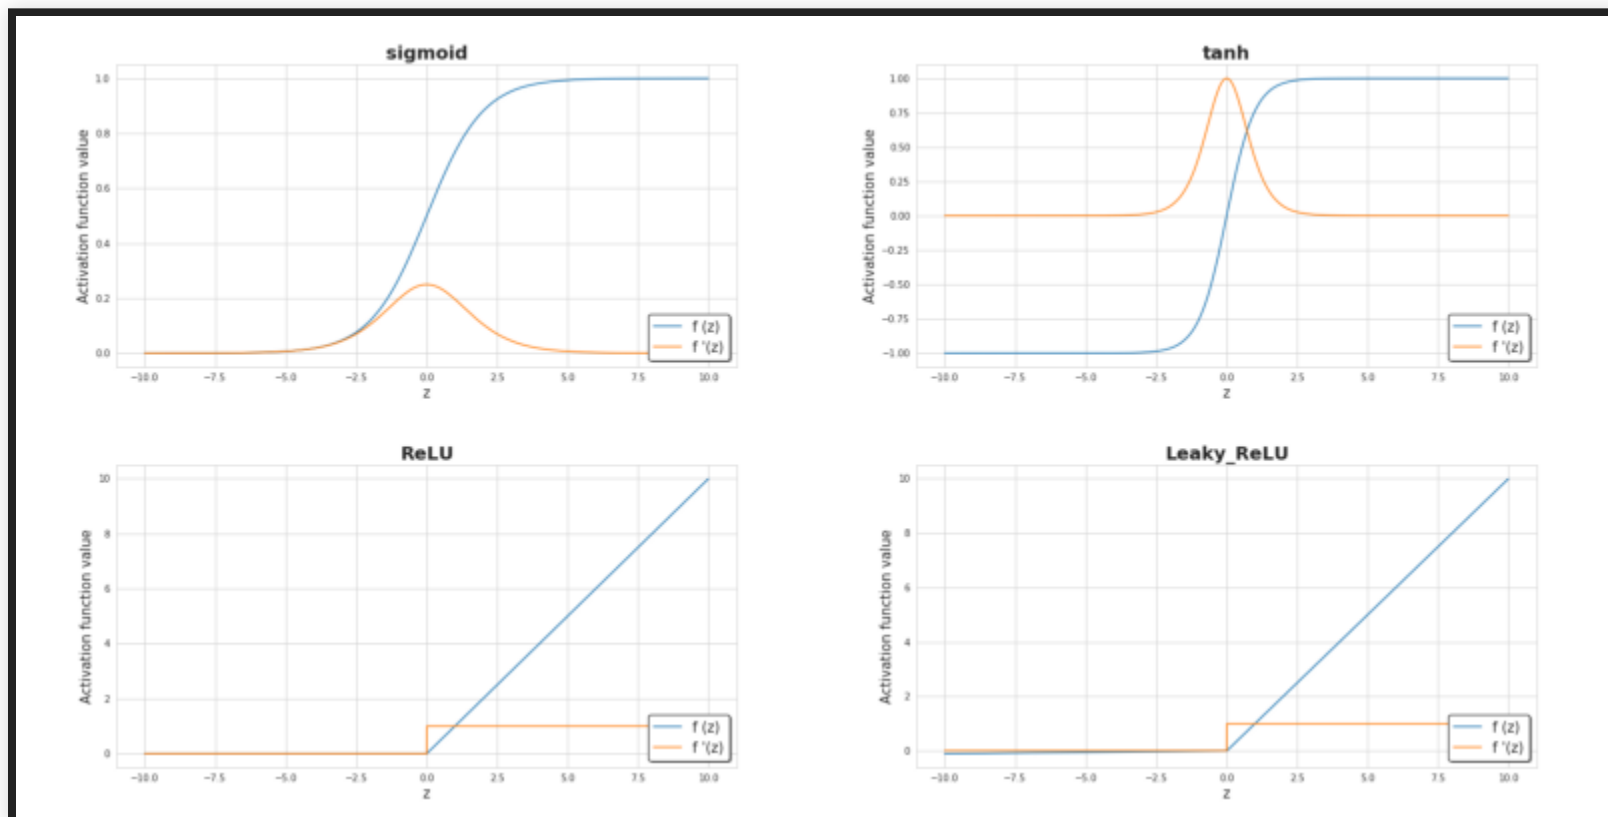 sigmoid
Activation function value
1.0
0.8
0.6
0.4
0.2
0.0
f (z)
f '(z)
−10.0 −7.5 −5.0 −2.5 0.0 2.5 5.0 7.5 10.0
z
tanh
Activation function value
1.00
0.75
0.50
0.25
0.00
−0.25
−0.50
−0.75
−1.00
f (z)
f '(z)
−10.0 −7.5 −5.0 −2.5 0.0 2.5 5.0 7.5 10.0
z
ReLU
Activation function value
10
8
6
4
2
0
f (z)
f '(z)
−10.0 −7.5 −5.0 −2.5 0.0 2.5 5.0 7.5 10.0
z
Leaky_ReLU
Activation function value
10
8
6
4
2
0
f (z)
f '(z)
−10.0 −7.5 −5.0 −2.5 0.0 2.5 5.0 7.5 10.0
z